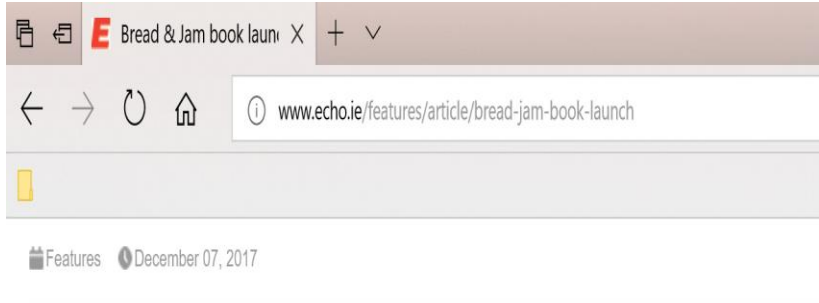 E Bread & Jam book laun
www.echo.ie/features/article/bread-jam-book-launch
Features December 07, 2017